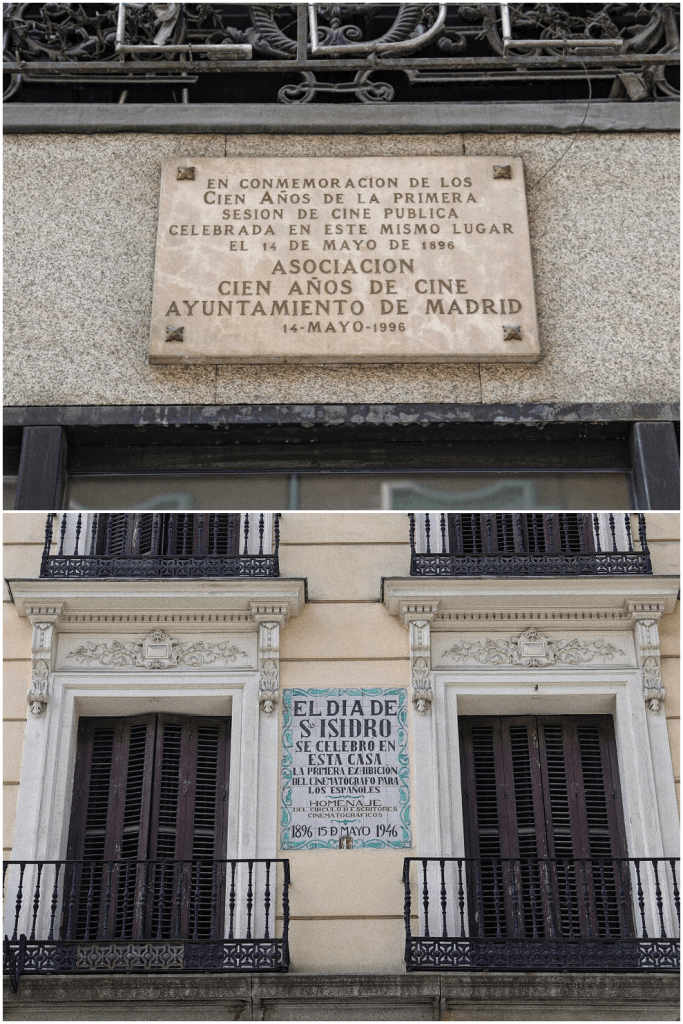 EN CONMEMORACION DE LOS
CIEN AÑOS DE LA PRIMERA
SESION DE CINE PUBLICA
CELEBRADA EN ESTE MISMO LUGAR
EL 14 DE MAYO DE 1896
ASOCIACION
CIEN AÑOS DE CINE
AYUNTAMIENTO DE MADRID
14-MAYO-1996
EL DIA DE
Sn ISIDRO
SE CELEBRO EN
ESTA CASA
LA PRIMERA EXHIBICIÓN
DEL CINEMATOGRAFO PARA
LOS ESPAÑOLES
HOMENAJE
DEL CIRCULO DE ESCRITORES
CINEMATOGRAFICOS
1896 15 D MAYO 1946